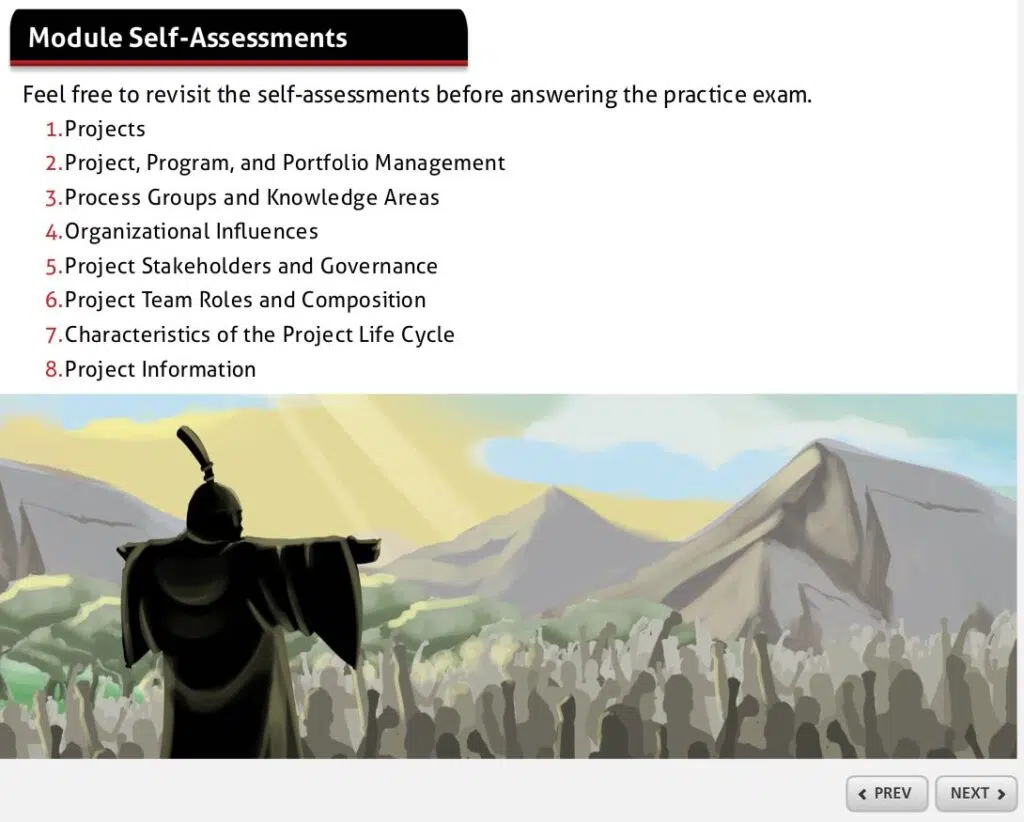 Module Self-Assessments
Feel free to revisit the self-assessments before answering the practice exam.
1.Projects
2.Project, Program, and Portfolio Management
3.Process Groups and Knowledge Areas
4.Organizational Influences
5.Project Stakeholders and Governance
6.Project Team Roles and Composition
7.Characteristics of the Project Life Cycle
8.Project Information
PREV
NEXT